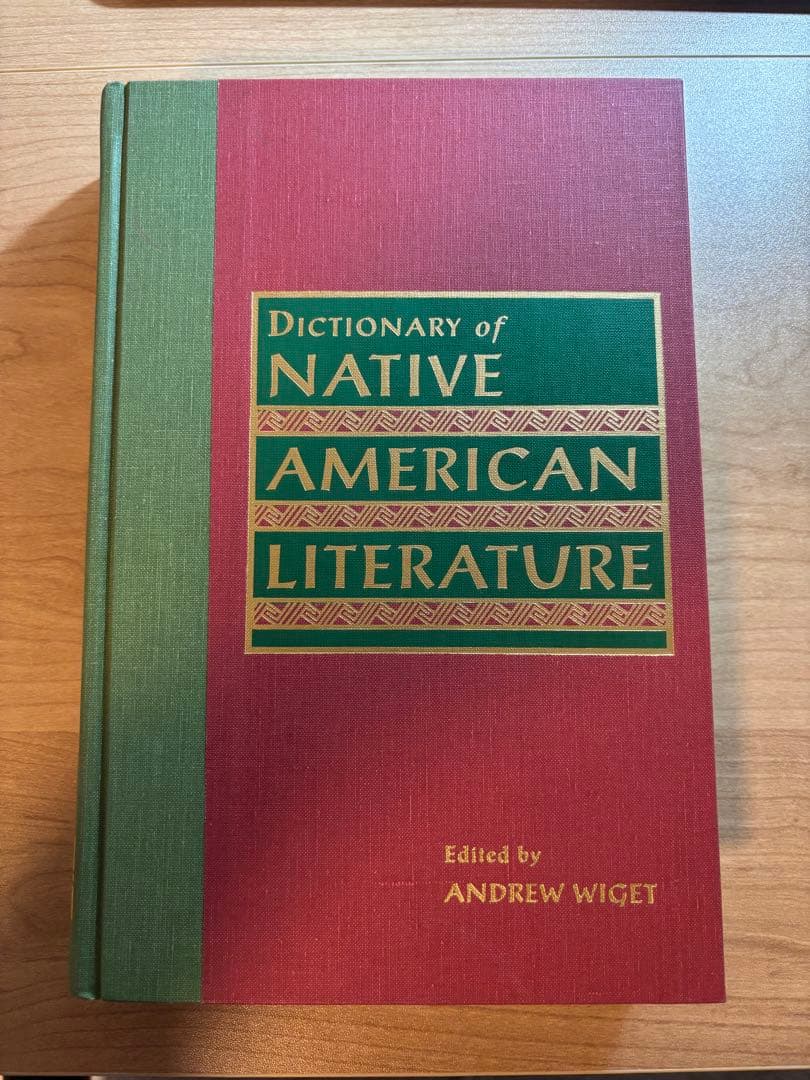 DICTIONARY of
NATIVE
AMERICAN
LITERATURE
Edited by
ANDREW WIGET